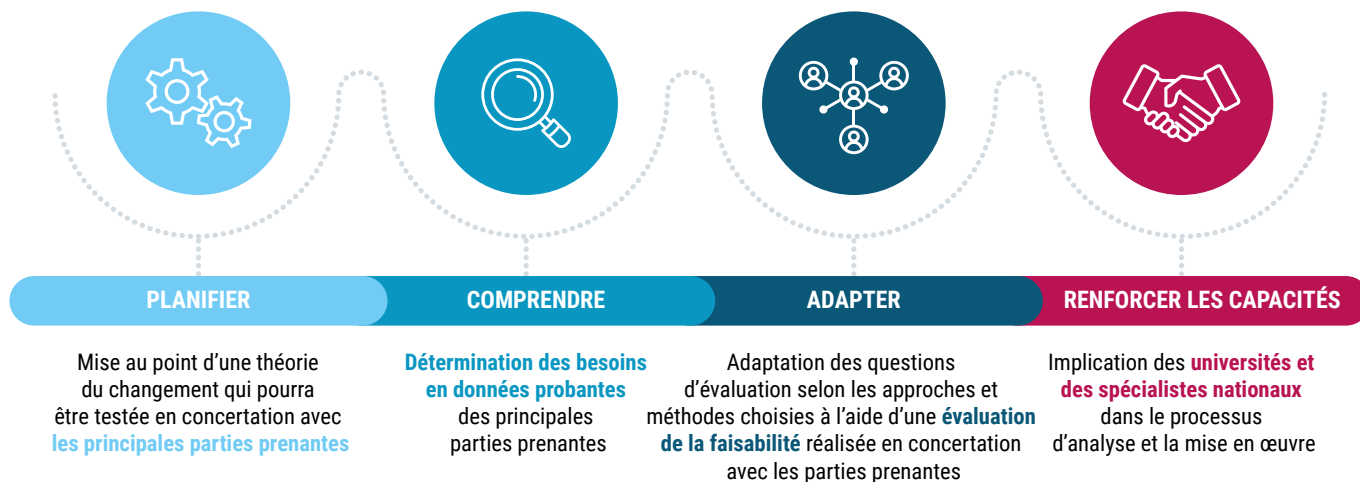 PLANIFIER
Mise au point d’une théorie
du changement qui pourra
être testée en concertation avec
les principales parties prenantes
COMPRENDRE
Détermination des besoins
en données probantes
des principales
parties prenantes
ADAPTER
Adaptation des questions
d’évaluation selon les approches et
méthodes choisies à l’aide d’une évaluation
de la faisabilité réalisée en concertation
avec les parties prenantes
RENFORCER LES CAPACITÉS
Implication des universités et
des spécialistes nationaux
dans le processus
d’analyse et la mise en œuvre